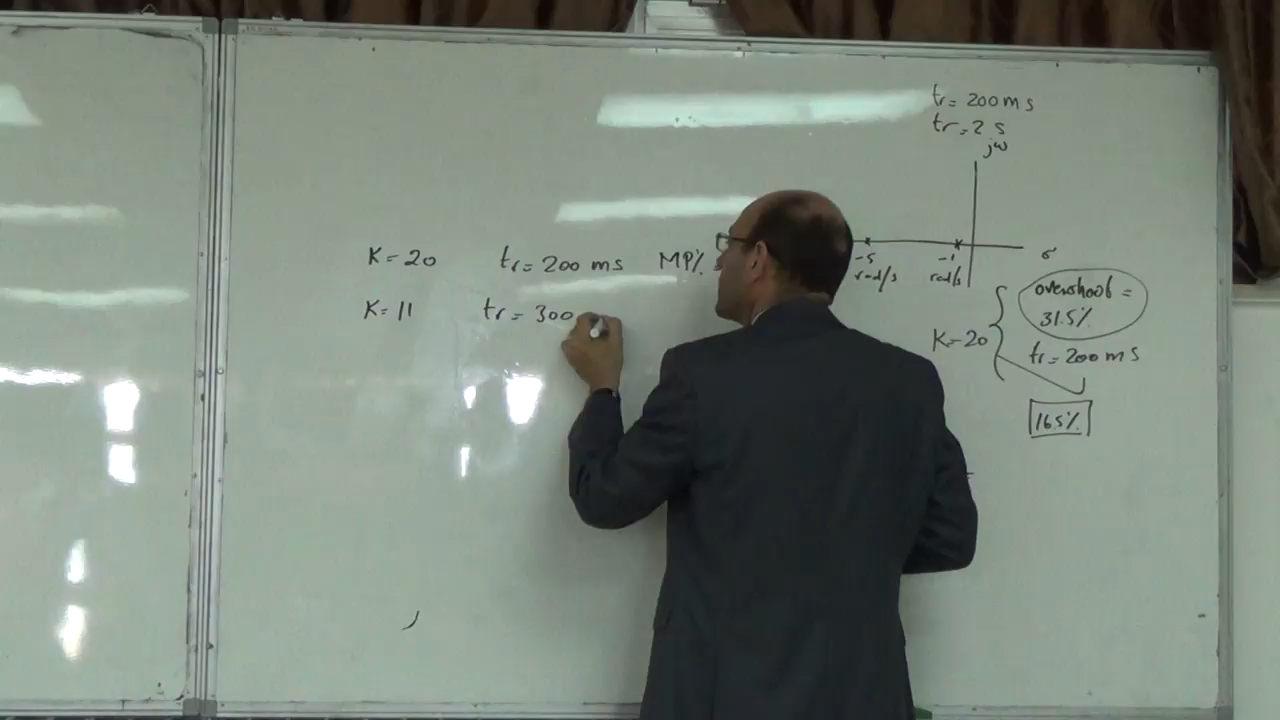 tr = 200 ms
tr = 2 s
jω
K = 20 tr = 200 ms MP%
-5 -1 σ
rad/s rad/s
K = 11 tr = 300
overshoot =
31.5%
K = 20
tr = 200 ms
16.5%